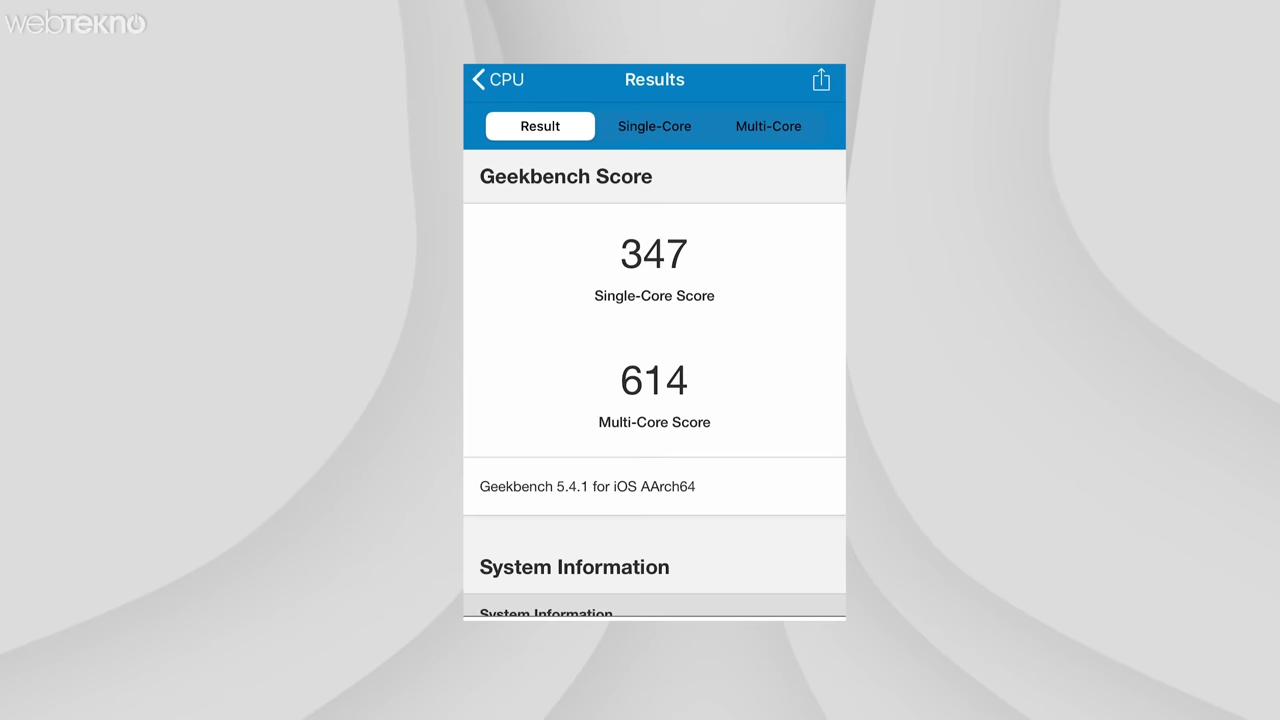 webTEKNO
CPU
Results
Result
Single-Core
Multi-Core
Geekbench Score
347
Single-Core Score
614
Multi-Core Score
Geekbench 5.4.1 for iOS AArch64
System Information
System Information